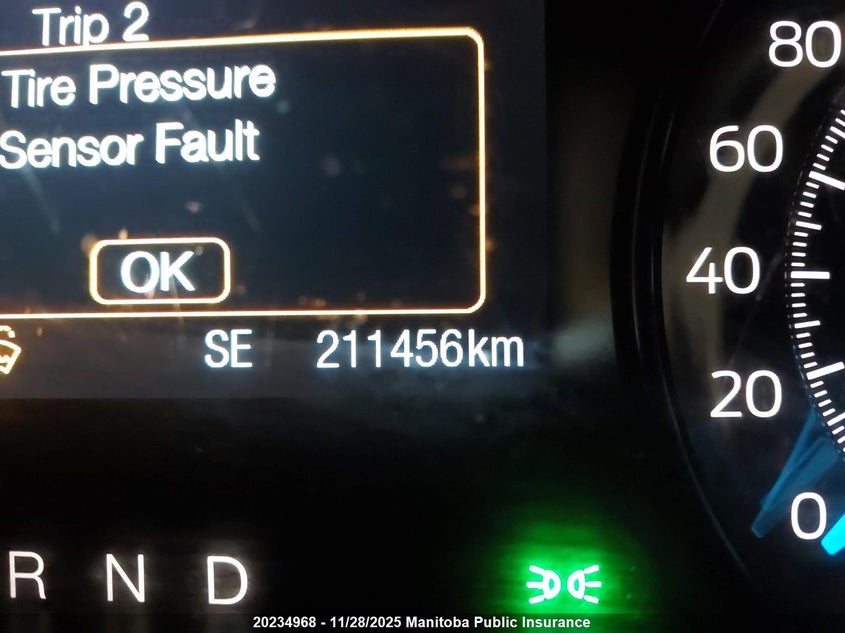 Trip 2
Tire Pressure
Sensor Fault
OK
SE 211456km
80
60
40
20
0
R N D
20234968 - 11/28/2025 Manitoba Public Insurance